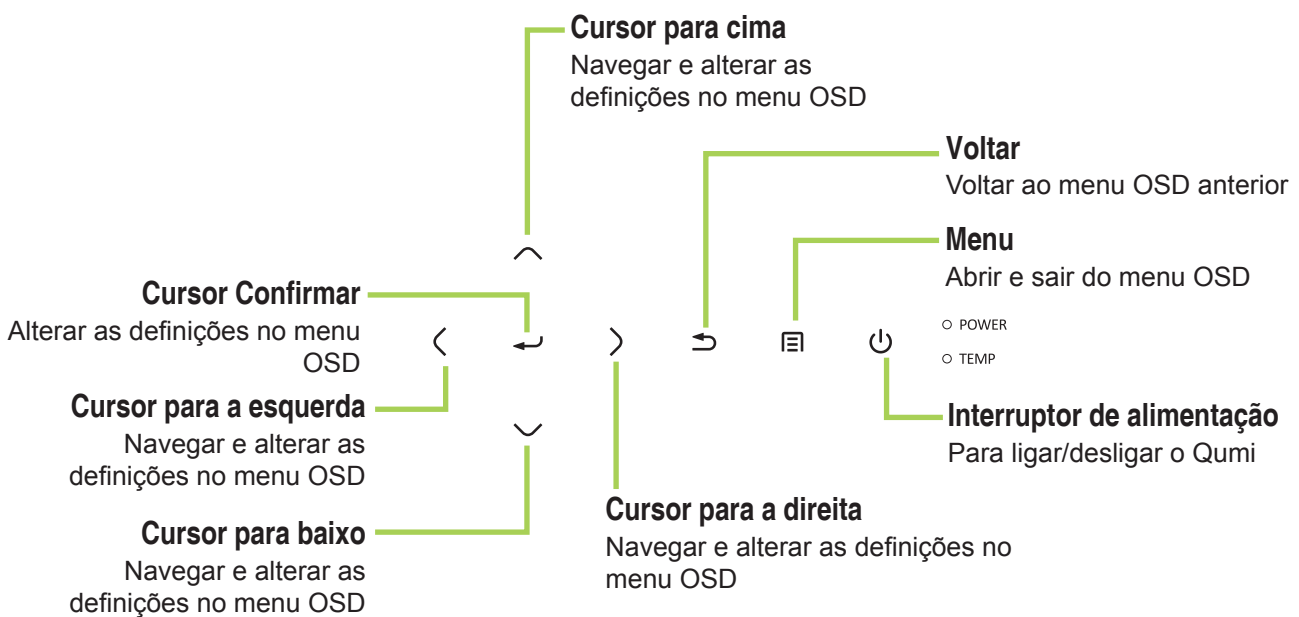 Cursor para cima
Navegar e alterar as
definições no menu OSD
Voltar
Voltar ao menu OSD anterior
Menu
Abrir e sair do menu OSD
Cursor Confirmar
Alterar as definições no menu
OSD
POWER
TEMP
Cursor para a esquerda
Navegar e alterar as
definições no menu OSD
Interruptor de alimentação
Para ligar/desligar o Qumi
Cursor para a direita
Navegar e alterar as definições no
menu OSD
Cursor para baixo
Navegar e alterar as
definições no menu OSD